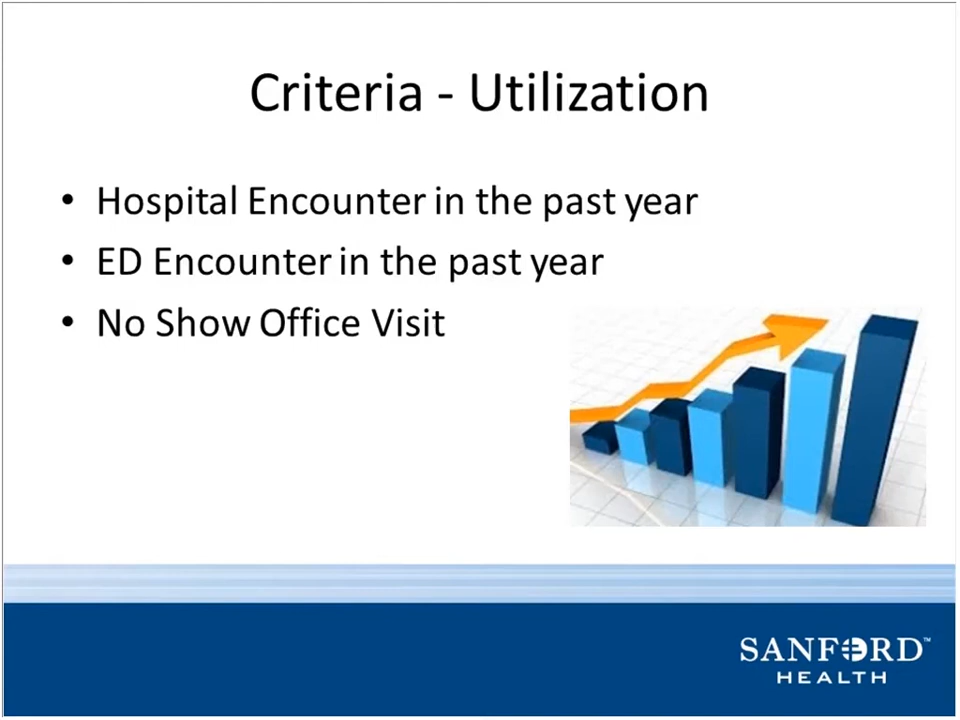 Criteria - Utilization
• Hospital Encounter in the past year
• ED Encounter in the past year
• No Show Office Visit
SANFORD™
HEALTH